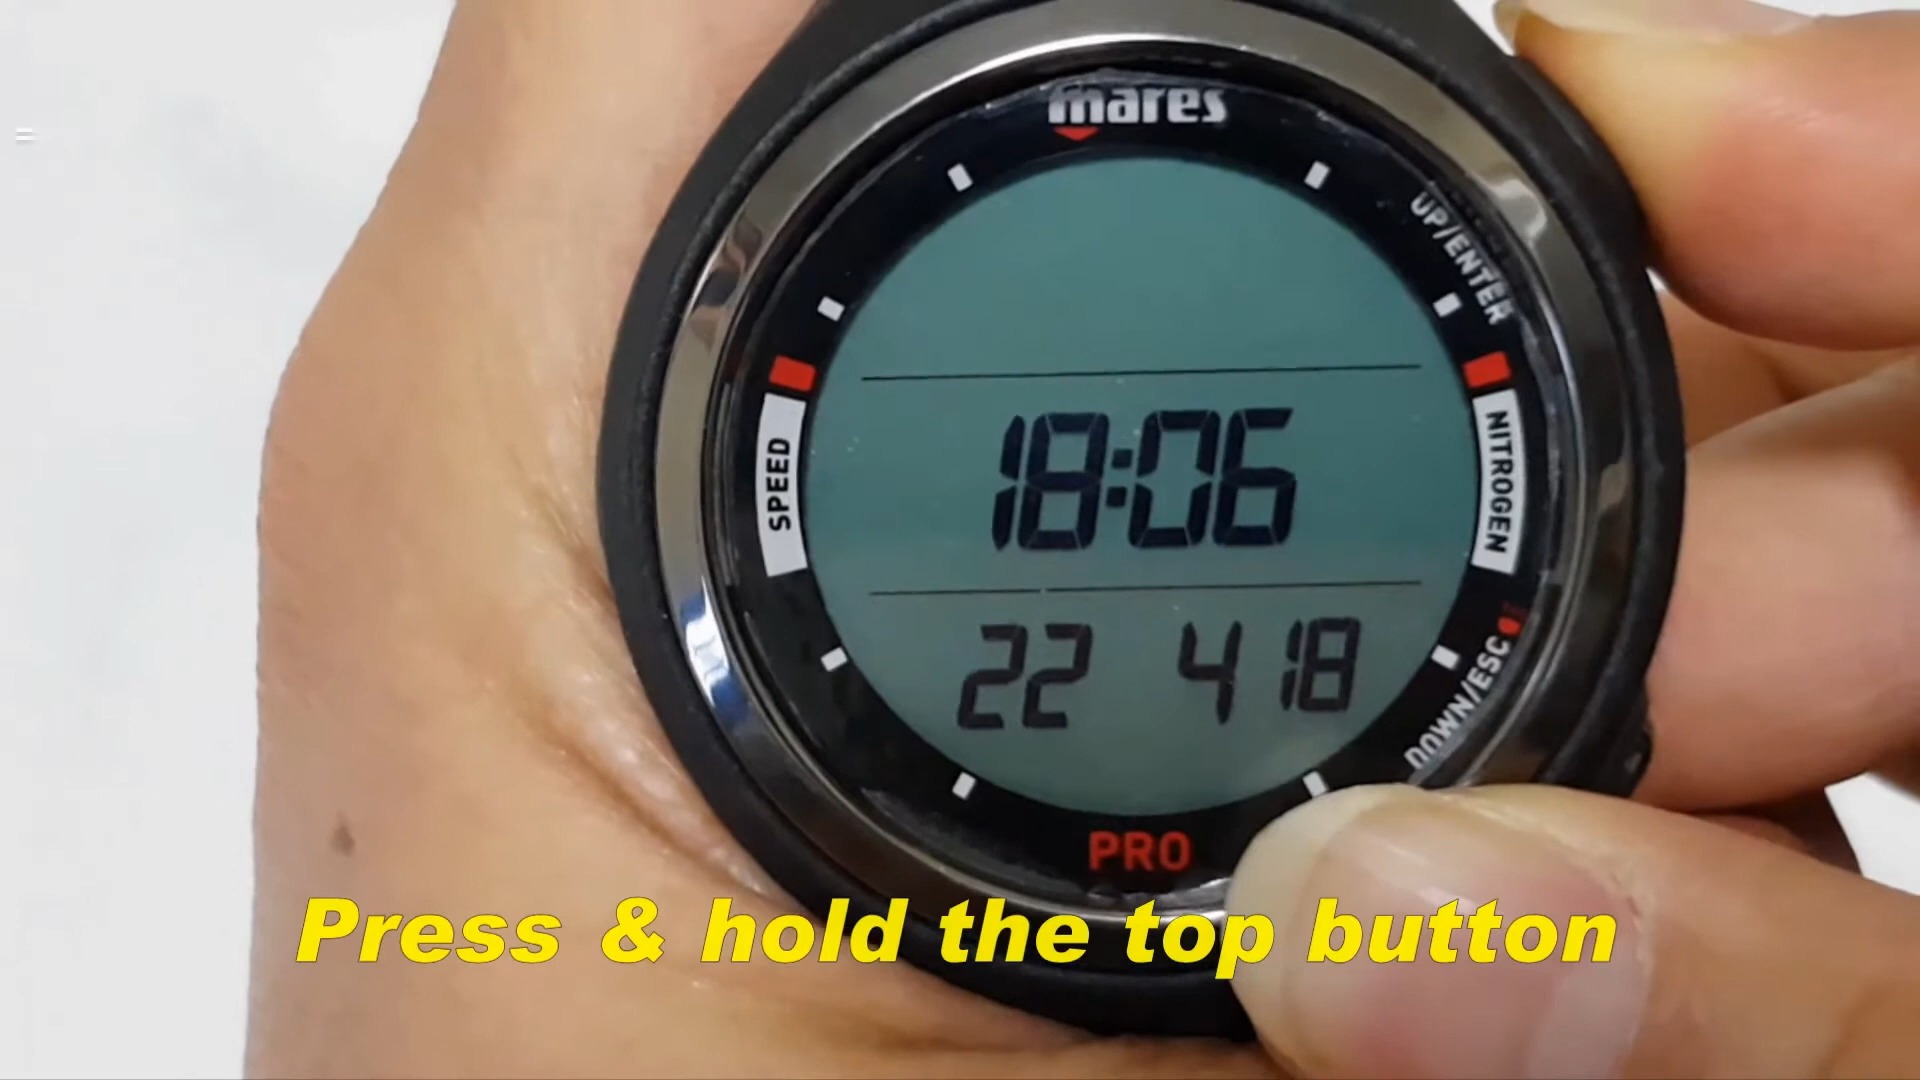 mares
UP/ENTER
SPEED
NITROGEN
18:06
22 4 18
DOWN/ESC
PRO
Press & hold the top button